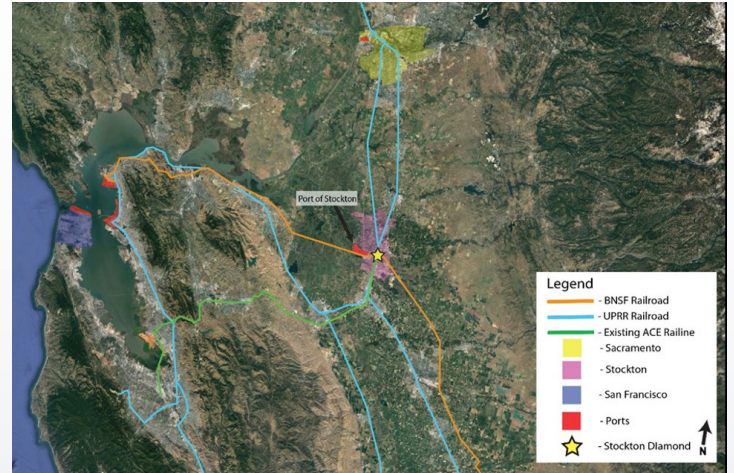 Port of Stockton
Legend
- BNSF Railroad
- UPRR Railroad
- Existing ACE Railine
- Sacramento
- Stockton
- San Francisco
- Ports
- Stockton DIamond
N